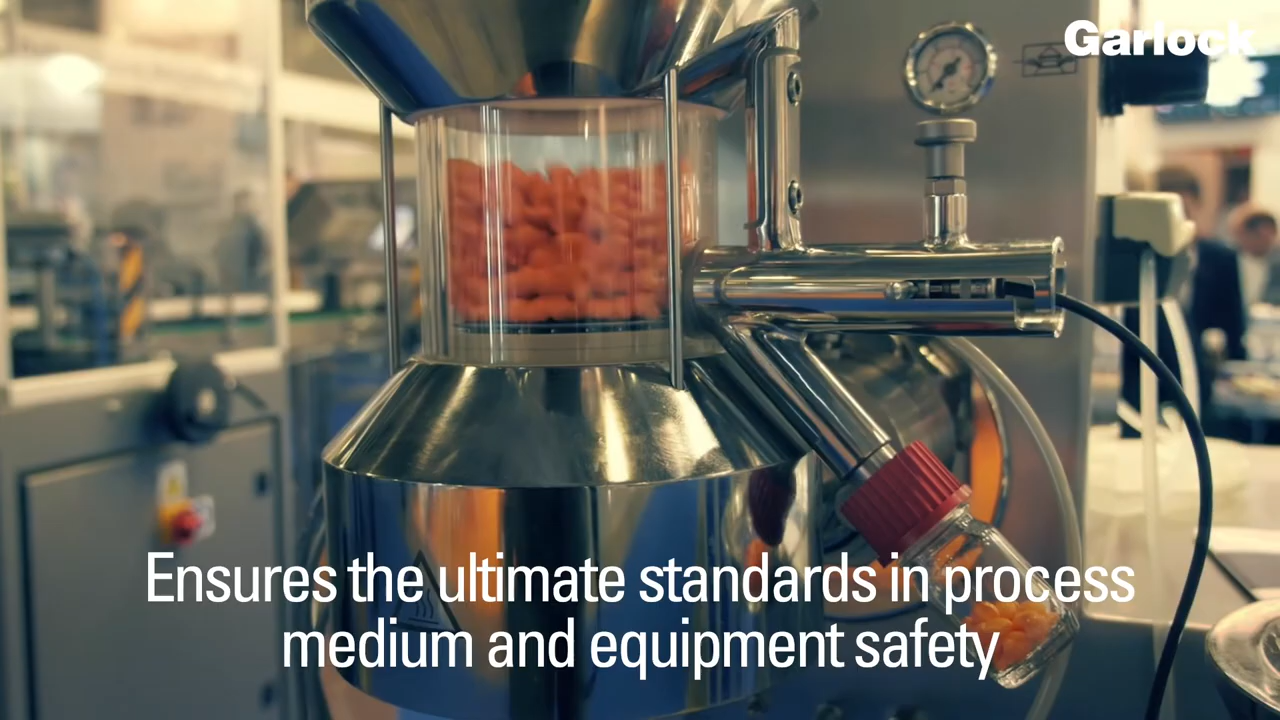 Garlock
Ensures the ultimate standards in process
medium and equipment safety